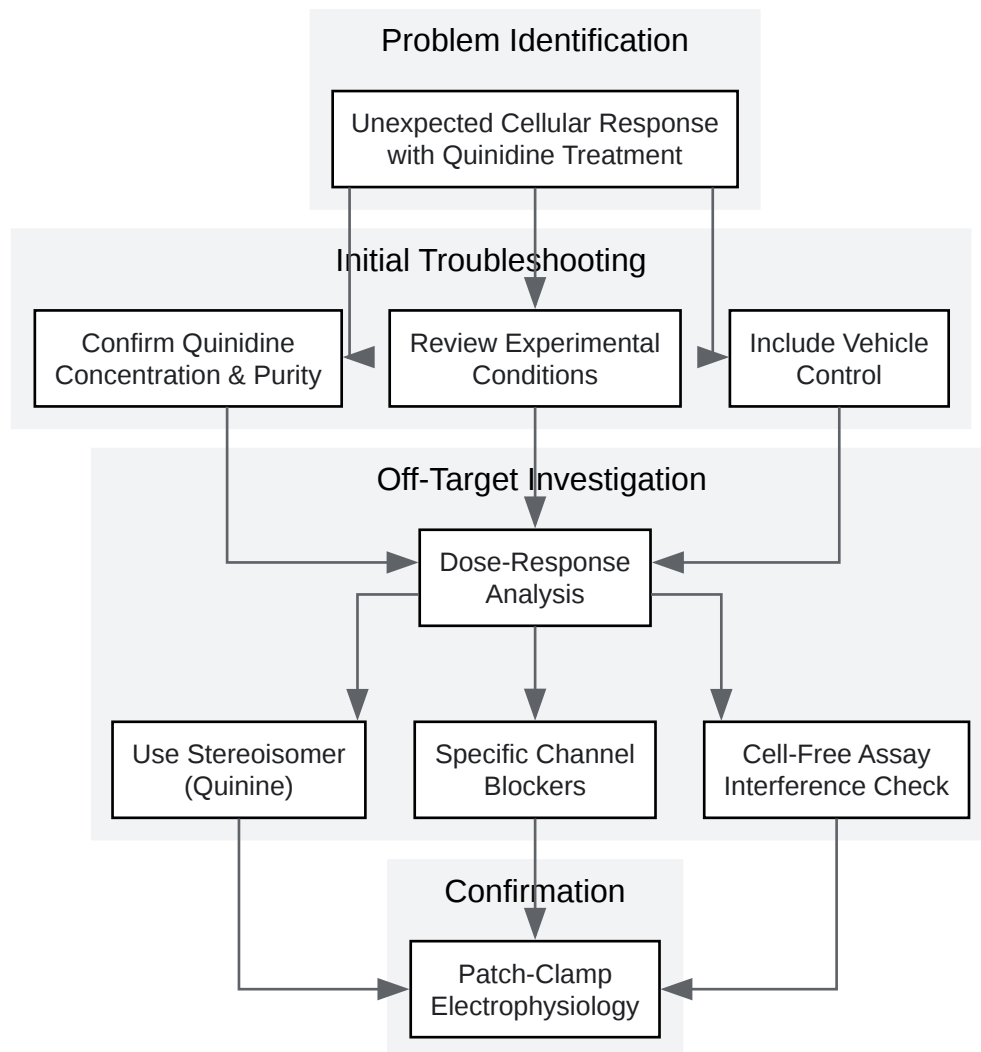 Problem Identification
Unexpected Cellular Response
with Quinidine Treatment
Initial Troubleshooting
Confirm Quinidine
Concentration & Purity
Review Experimental
Conditions
Include Vehicle
Control
Off-Target Investigation
Dose-Response
Analysis
Use Stereoisomer
(Quinine)
Specific Channel
Blockers
Cell-Free Assay
Interference Check
Confirmation
Patch-Clamp
Electrophysiology